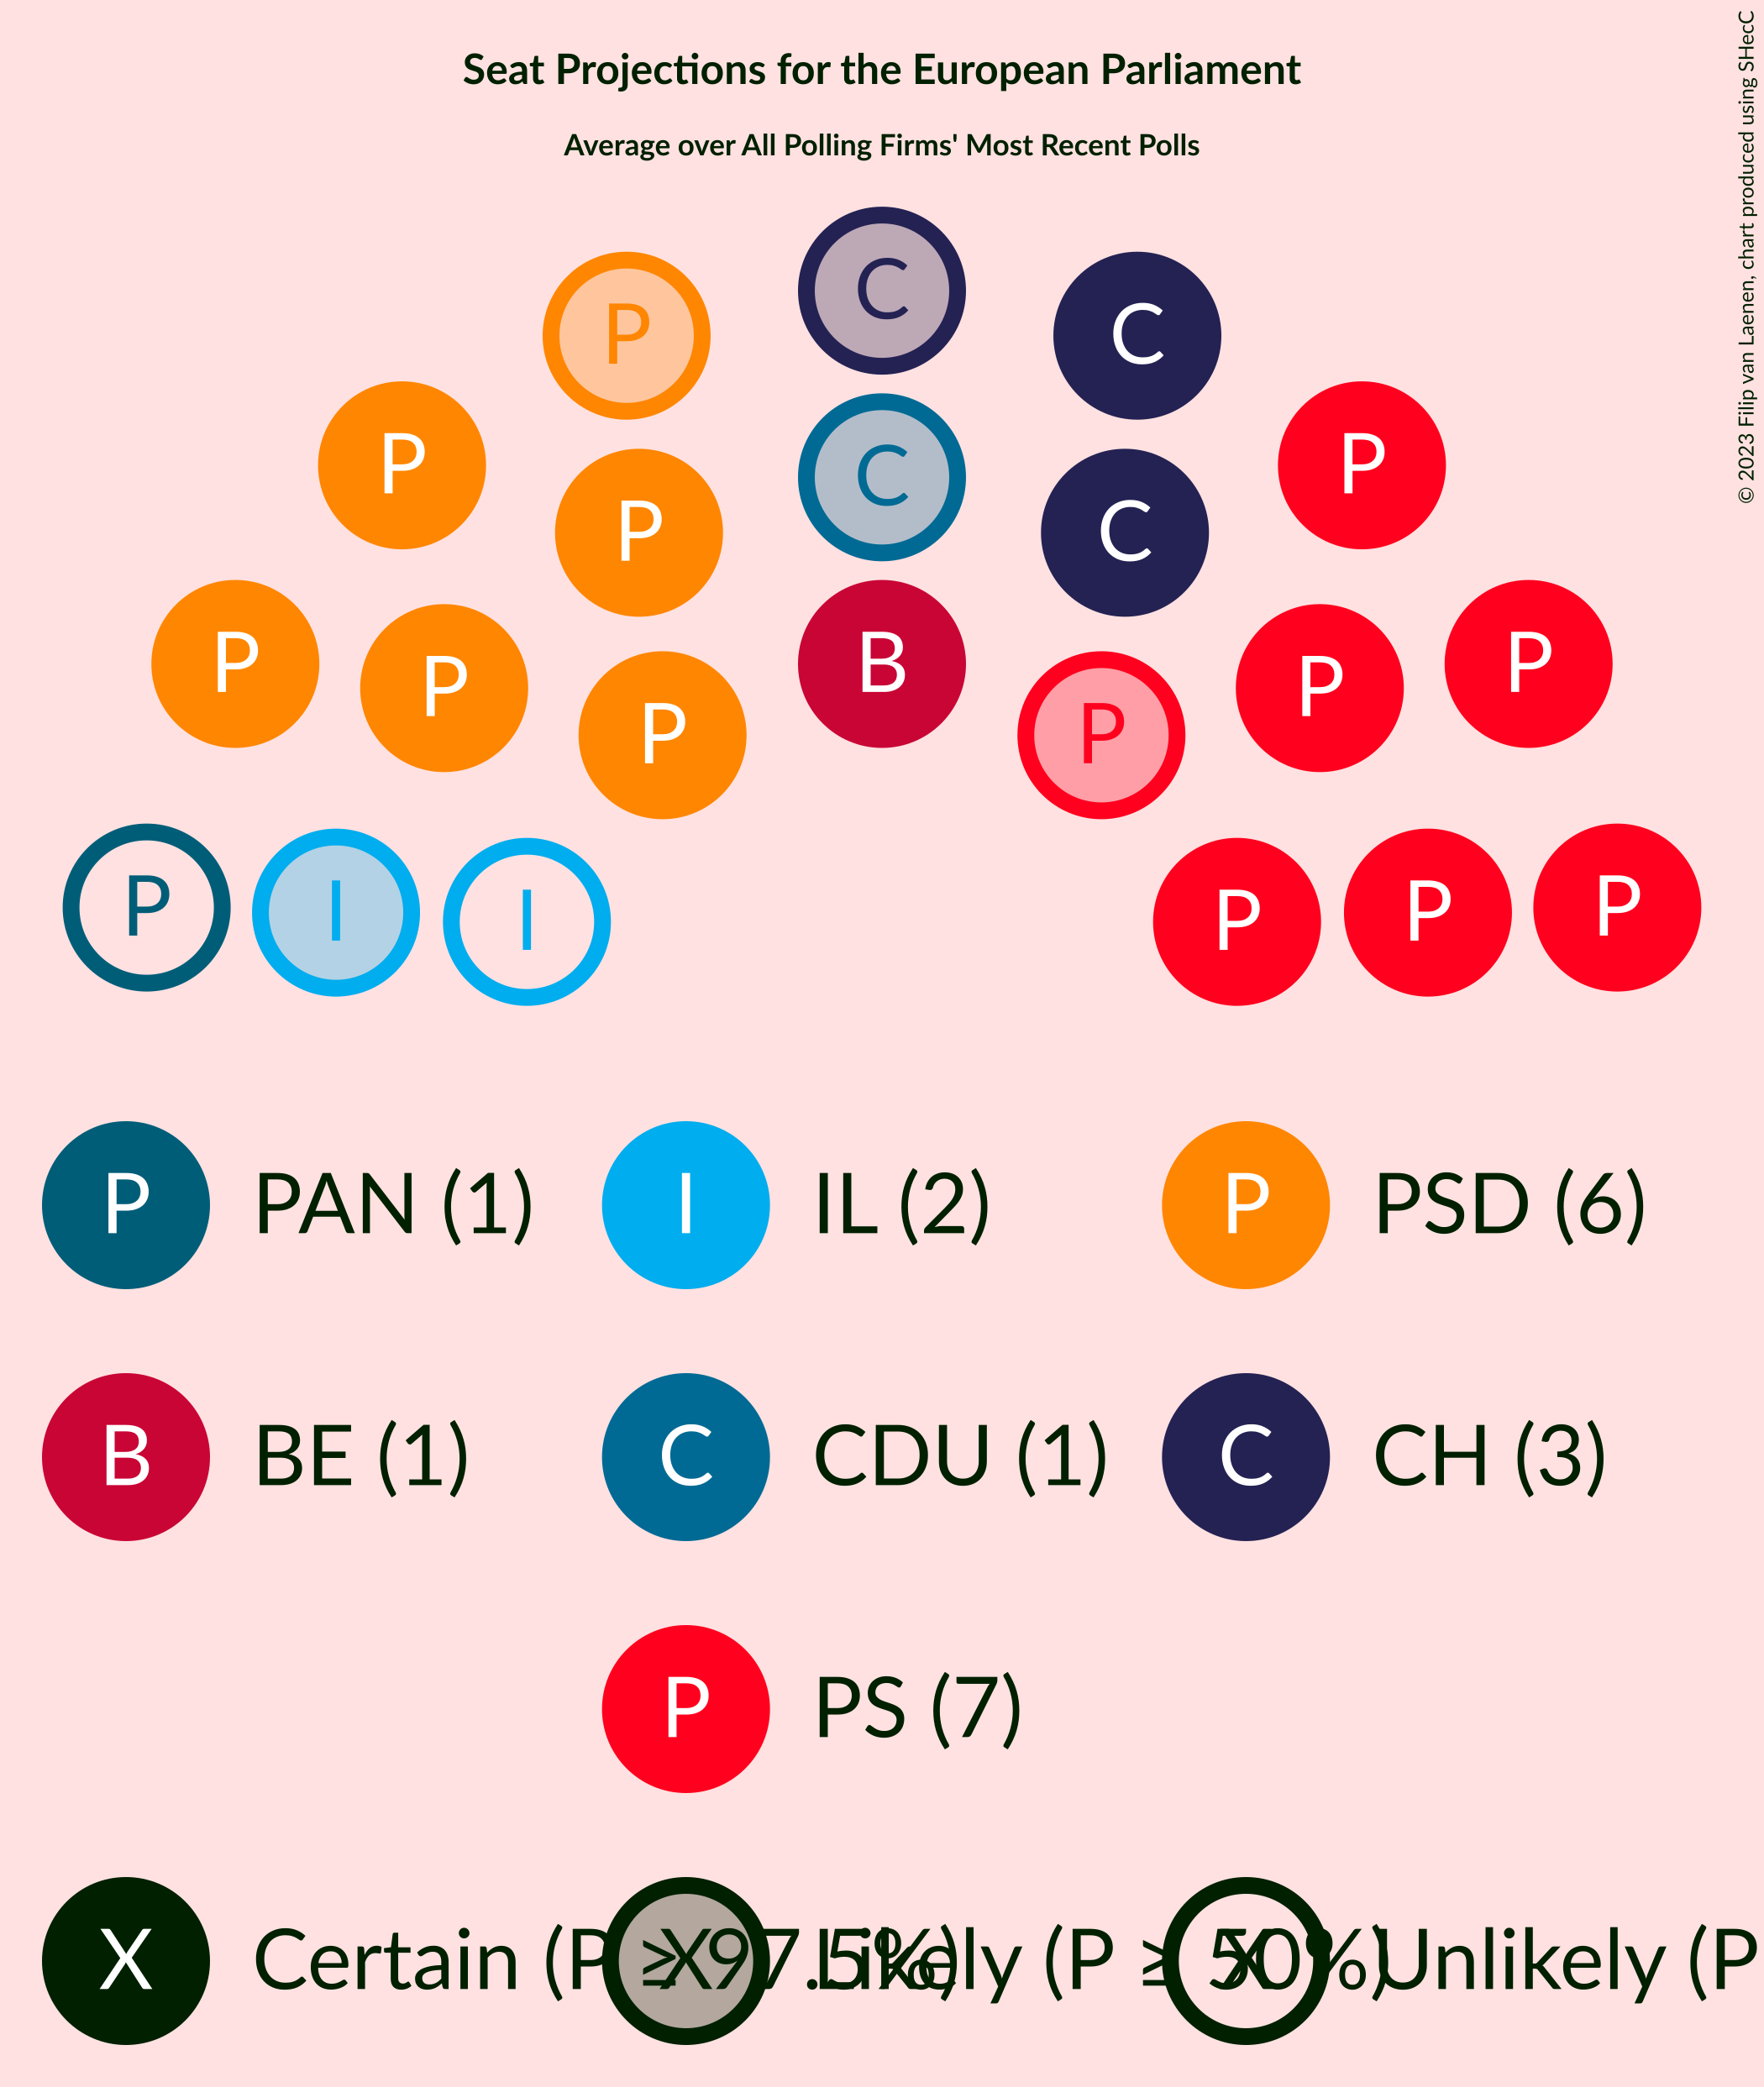 Seat Projections for the European Parliament
Average over All Polling Firms' Most Recent Polls
© 2023 Filip van Laenen, chart produced using SHecC
C
P C
P C P
P C
P B P
P P P P
P I I P P P
P PAN (1) I IL (2) P PSD (6)
B BE (1) C CDU (1) C CH (3)
P PS (7)
X Certain (P ≥ 97.5%) X Likely (P ≥ 50%) X Unlikely (P